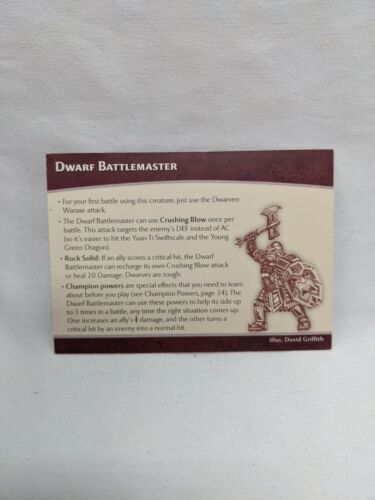 DWARF BATTLEMASTER
• For your first battle using this creature, just use the Dwarven
Waraxe attack.
• The Dwarf Battlemaster can use Crushing Blow once per
battle. This attack targets the enemy's DEF instead of AC
(so it's easier to hit the Yuan-Ti Swiftscale and the Young
Green Dragon).
• Rock Solid: If an ally scores a critical hit, the Dwarf
Battlemaster can recharge its own Crushing Blow attack
or heal 20 Damage. Dwarves are tough.
• Champion powers are special effects that you need to learn
about before you play (see Champion Powers, page 34). The
Dwarf Battlemaster can use these powers to help its side up
to 3 times in a battle, any time the right situation comes up:
One increases an ally's damage, and the other turns a
critical hit by an enemy into a normal hit.
illus. David Griffith